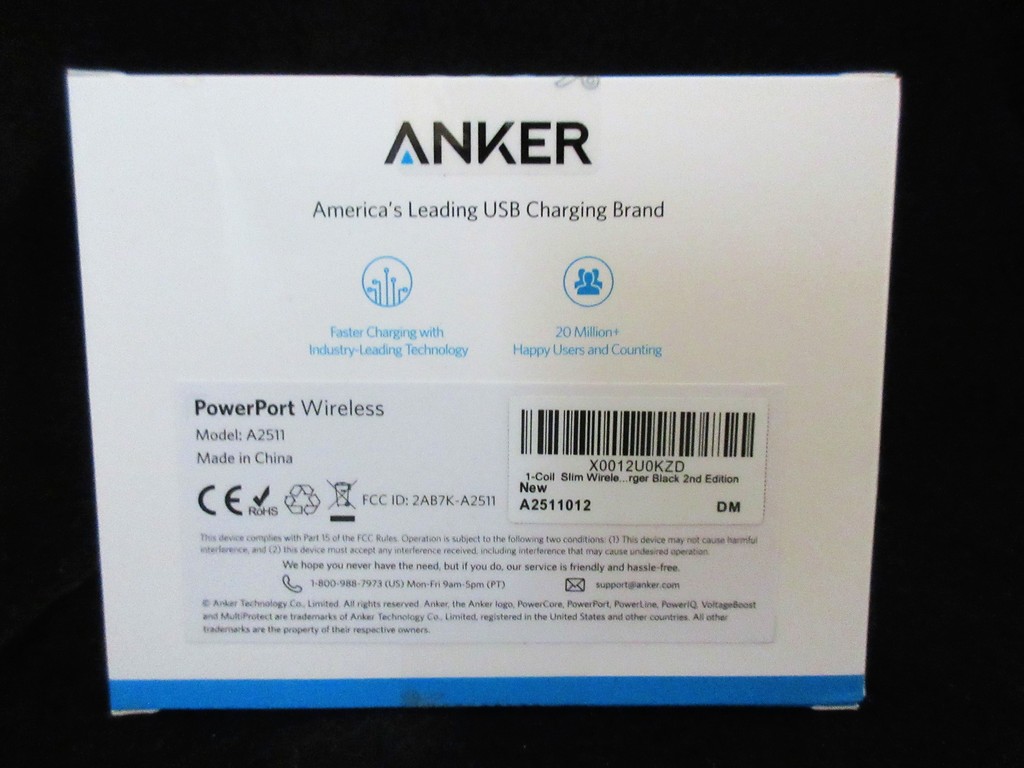 ANKER
America's Leading USB Charging Brand
Faster Charging with
Industry-Leading Technology
20 Million+
Happy Users and Counting
PowerPort Wireless
Model: A2511
Made in China
CE RoHS FCC ID: 2AB7K-A2511
X0012U0KZD
1-Coil Slim Wirele...rger Black 2nd Edition
New
A2511012 DM
This device complies with Part 15 of the FCC Rules. Operation is subject to the following two conditions: (1) This device may not cause harmful
interference, and (2) this device must accept any interference received, including interference that may cause undesired operation.
We hope you never have the need, but if you do, our service is friendly and hassle-free.
1-800-988-7973 (US) Mon-Fri 9am-5pm (PT) support@anker.com
© Anker Technology Co., Limited. All rights reserved. Anker, the Anker logo, PowerCore, PowerPort, PowerLine, PowerIQ, VoltageBoost
and MultiProtect are trademarks of Anker Technology Co., Limited, registered in the United States and other countries. All other
trademarks are the property of their respective owners.